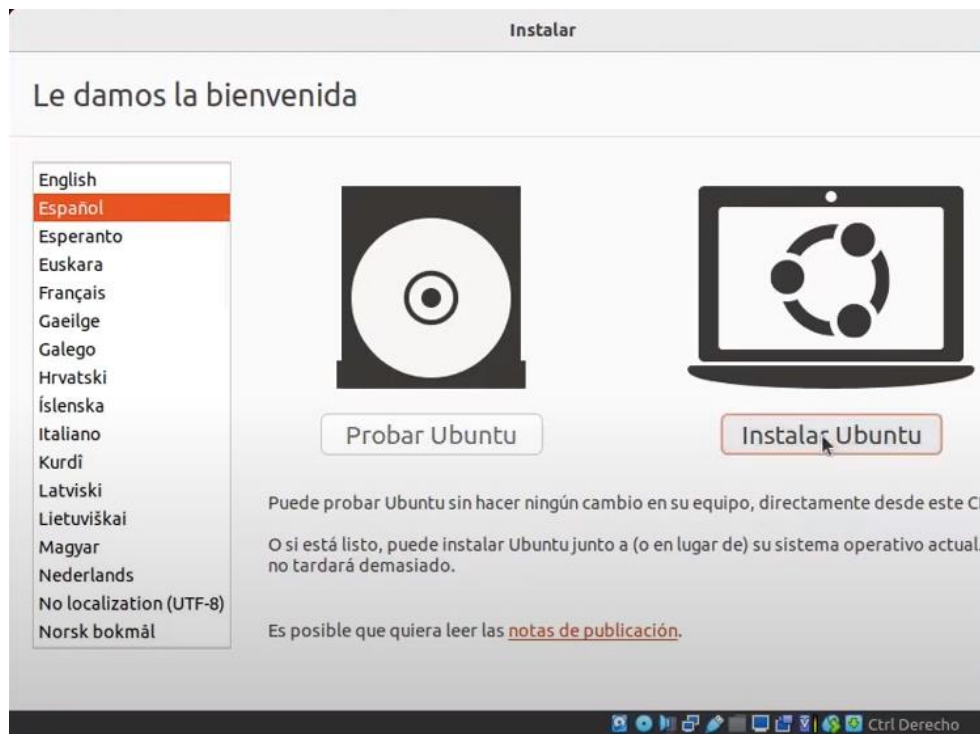 Instalar
Le damos la bienvenida
English
Español
Esperanto
Euskara
Français
Gaeilge
Galego
Hrvatski
Íslenska
Italiano
Kurdî
Latviski
Lietuviškai
Magyar
Nederlands
No localization (UTF-8)
Norsk bokmål
Probar Ubuntu
Instalar Ubuntu
Puede probar Ubuntu sin hacer ningún cambio en su equipo, directamente desde este
O si está listo, puede instalar Ubuntu junto a (o en lugar de) su sistema operativo actual.
no tardará demasiado.
Es posible que quiera leer las notas de publicación.
Ctrl Derecho